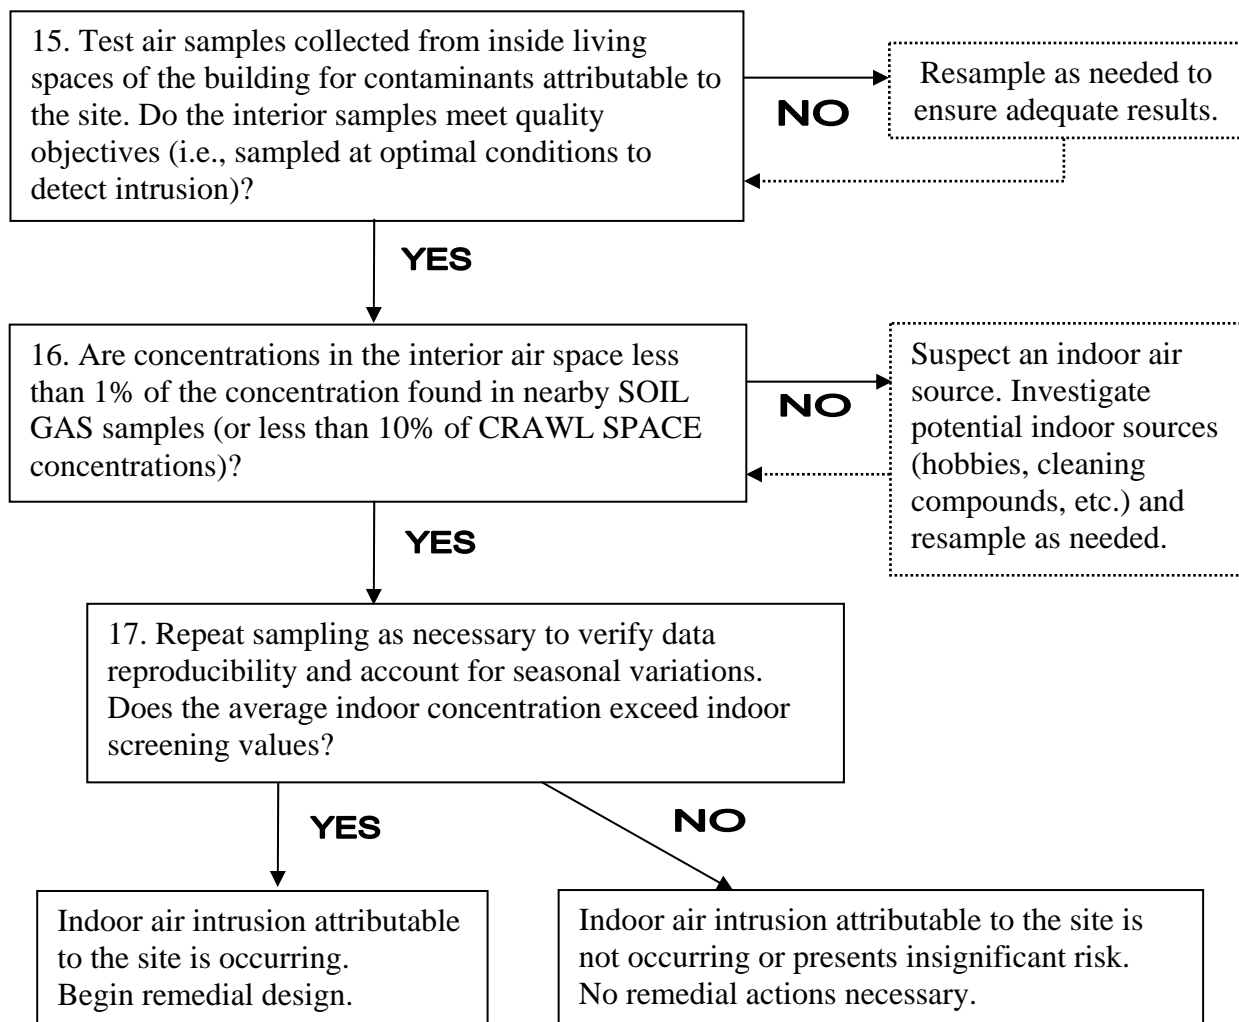 15. Test air samples collected from inside living
spaces of the building for contaminants attributable to
the site. Do the interior samples meet quality
objectives (i.e., sampled at optimal conditions to
detect intrusion)?
NO
Resample as needed to
ensure adequate results.
YES
16. Are concentrations in the interior air space less
than 1% of the concentration found in nearby SOIL
GAS samples (or less than 10% of CRAWL SPACE
concentrations)?
NO
Suspect an indoor air
source. Investigate
potential indoor sources
(hobbies, cleaning
compounds, etc.) and
resample as needed.
YES
17. Repeat sampling as necessary to verify data
reproducibility and account for seasonal variations.
Does the average indoor concentration exceed indoor
screening values?
YES
NO
Indoor air intrusion attributable
to the site is occurring.
Begin remedial design.
Indoor air intrusion attributable to the site is
not occurring or presents insignificant risk.
No remedial actions necessary.